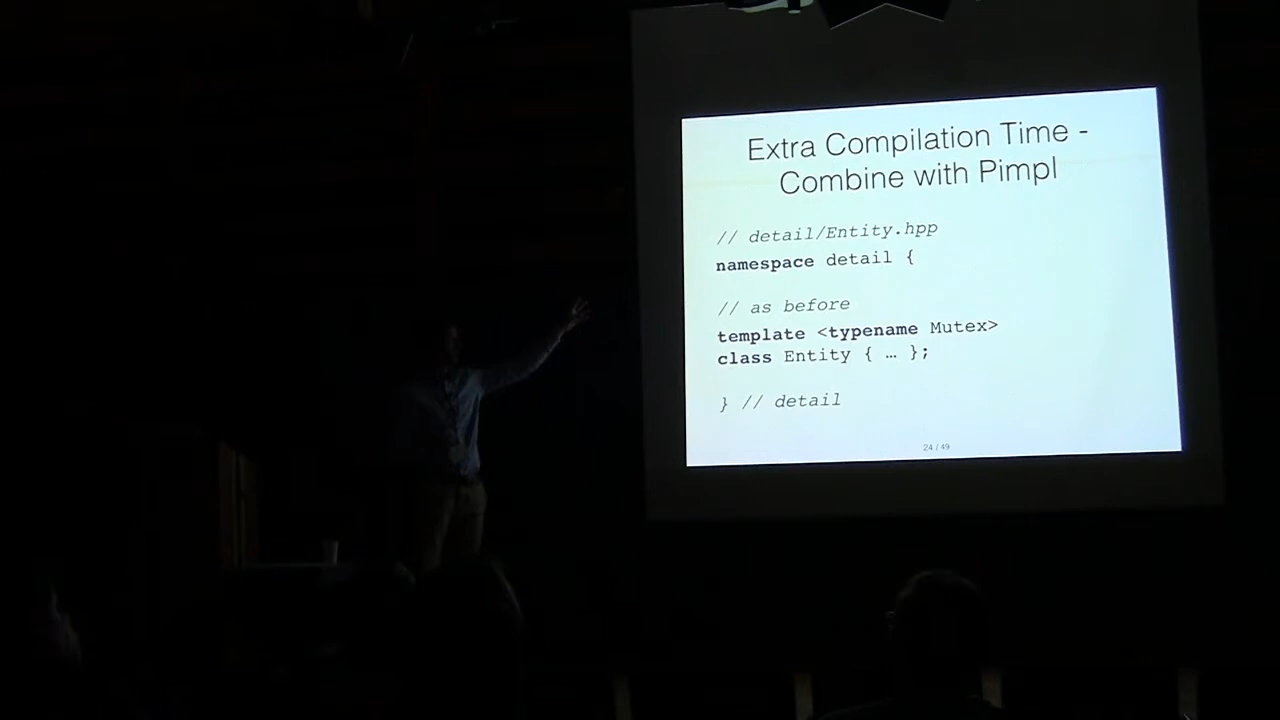 Extra Compilation Time -
Combine with Pimpl
// detail/Entity.hpp
namespace detail {
// as before
template <typename Mutex>
class Entity { … };
} // detail
24 / 49